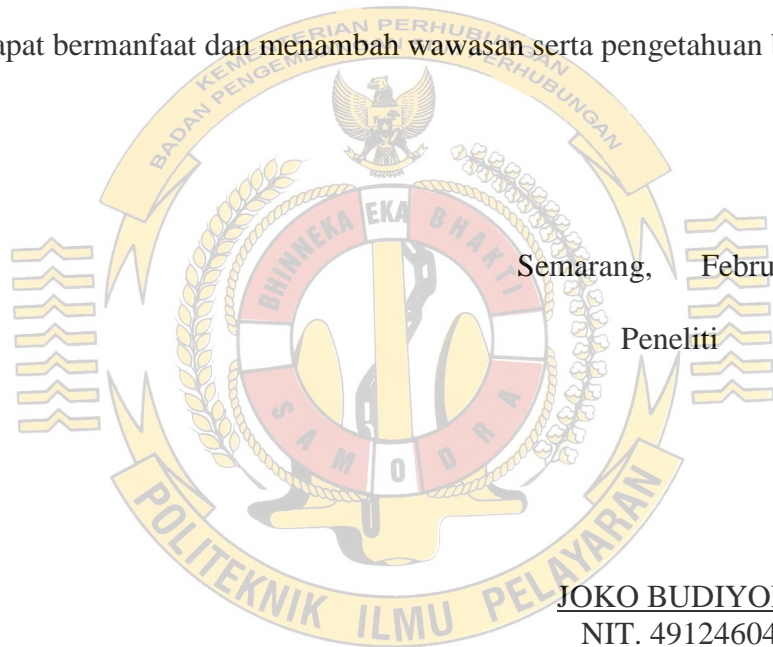 apat bermanfaat dan menambah wawasan serta pengetahuan
KEMENTERIAN PERHUBUNGAN
BADAN PENGEMBANGAN SDM PERHUBUNGAN
BHINNEKA EKA BHAKTI
Semarang, Febru
Peneliti
SAMODRA
POLITEKNIK ILMU PELAYARAN
JOKO BUDIYO
NIT. 49124604